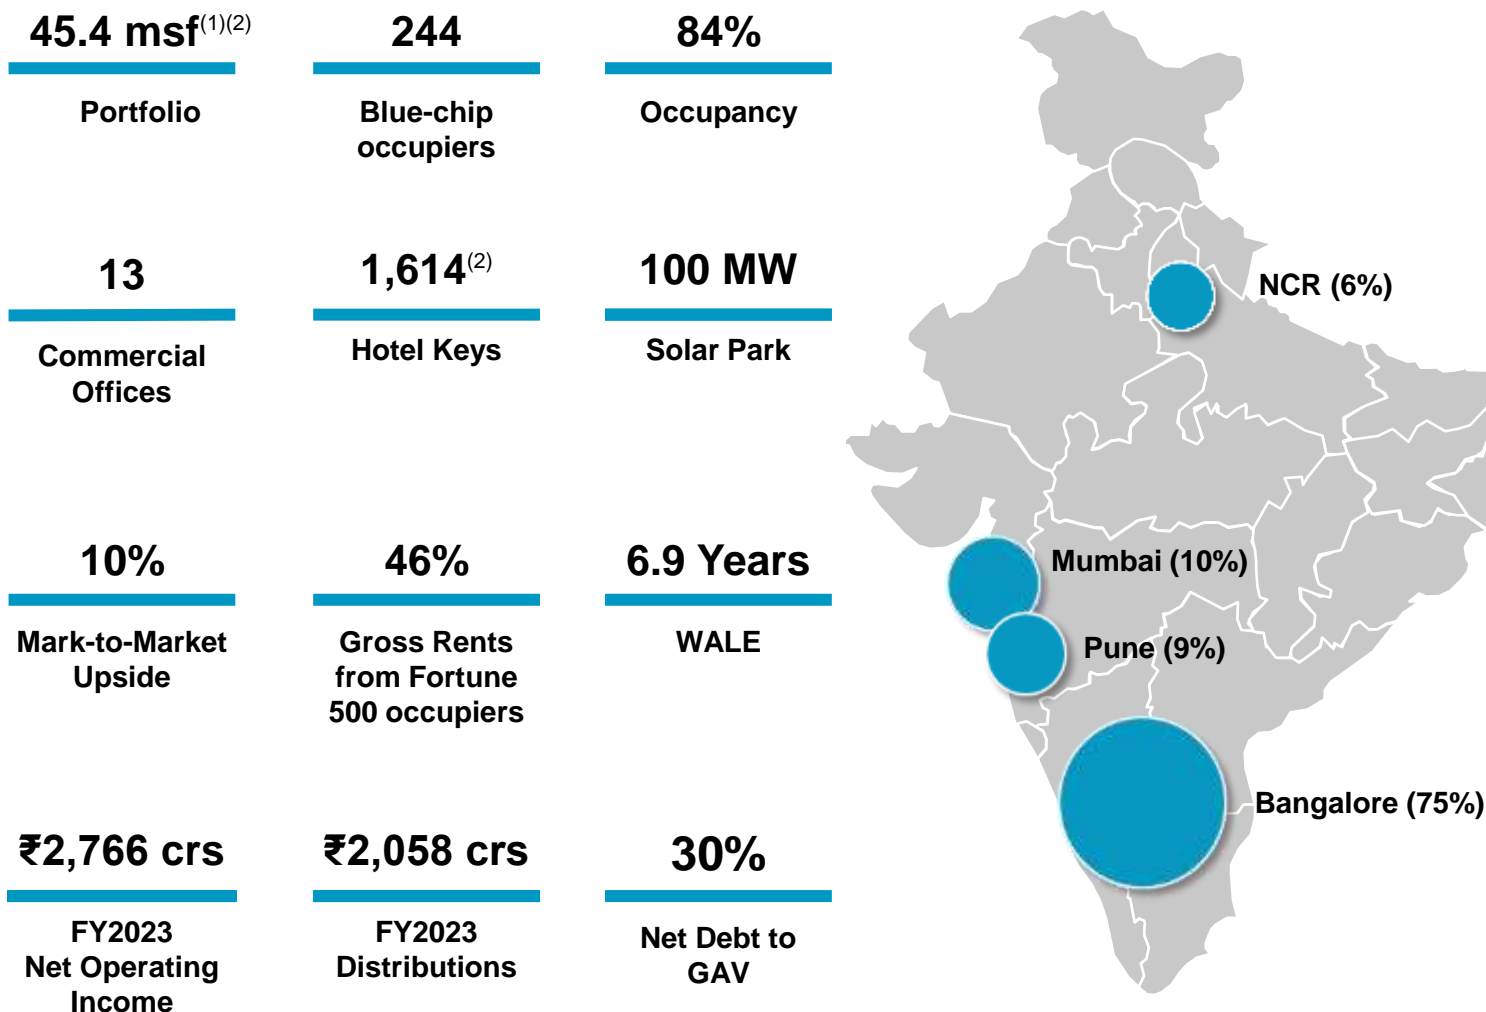 45.4 msf(1)(2)
Portfolio
244
Blue-chip
occupiers
84%
Occupancy
13
Commercial
Offices
1,614(2)
Hotel Keys
100 MW
Solar Park
10%
Mark-to-Market
Upside
46%
Gross Rents
from Fortune
500 occupiers
6.9 Years
WALE
₹2,766 crs
FY2023
Net Operating
Income
₹2,058 crs
FY2023
Distributions
30%
Net Debt to
GAV
NCR (6%)
Mumbai (10%)
Pune (9%)
Bangalore (75%)